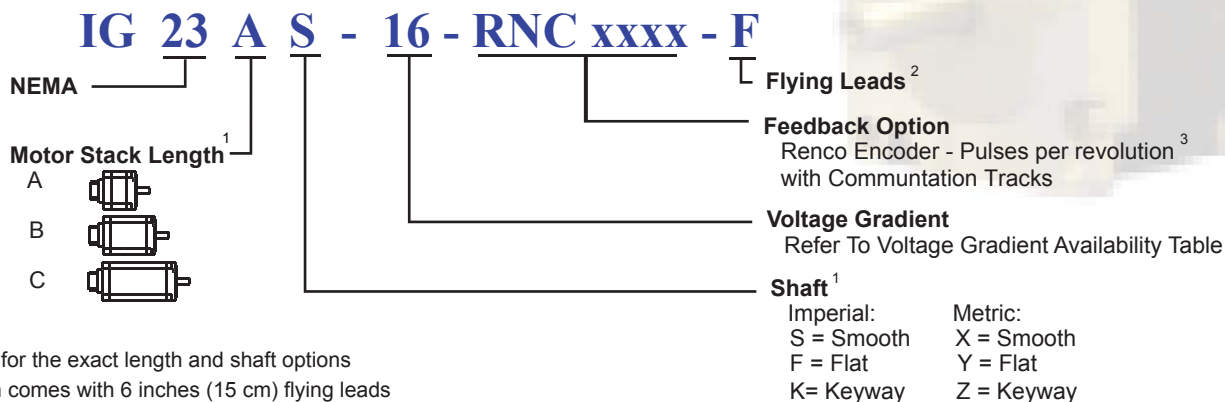 IG 23 A S - 16 - RNC xxxx - F
NEMA
Flying Leads 2
Feedback Option
Renco Encoder - Pulses per revolution 3
with Communtation Tracks
Motor Stack Length 1
A
B
C
Voltage Gradient
Refer To Voltage Gradient Availability Table
Shaft 1
Imperial: Metric:
S = Smooth X = Smooth
F = Flat Y = Flat
K= Keyway Z = Keyway
for the exact length and shaft options
comes with 6 inches (15 cm) flying leads